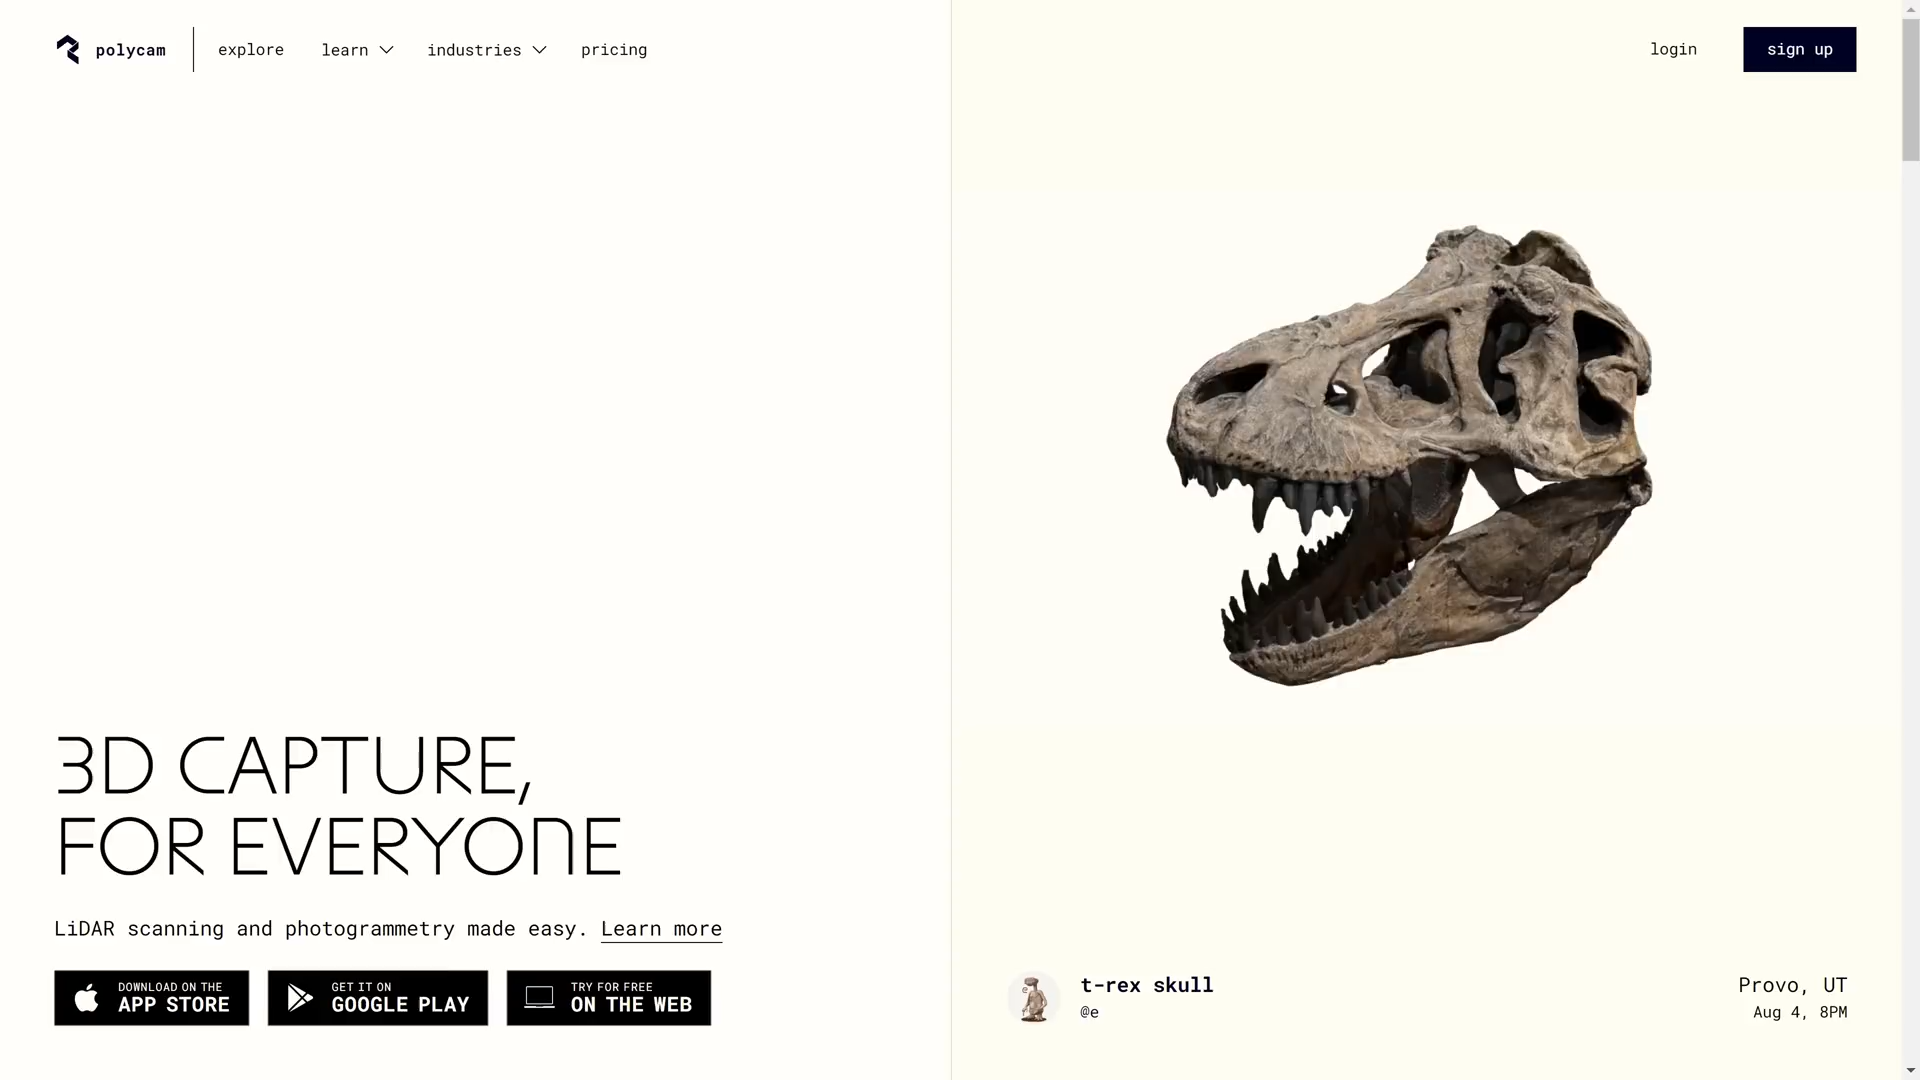 polycam
explore
learn
industries
pricing
login
sign up
3D CAPTURE,
FOR EVERYONE
LiDAR scanning and photogrammetry made easy. Learn more
DOWNLOAD ON THE
APP STORE
GET IT ON
GOOGLE PLAY
TRY FOR FREE
ON THE WEB
t-rex skull
@e
Provo, UT
Aug 4, 8PM